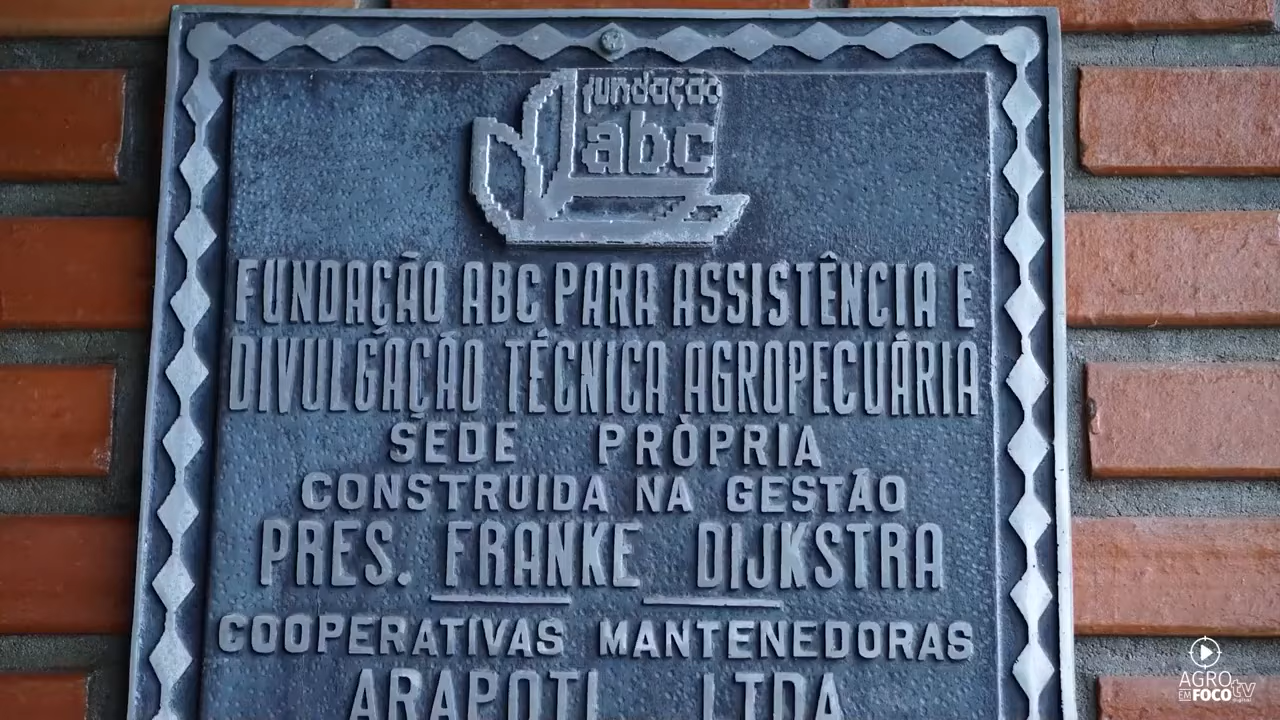 fundação
abc
FUNDAÇÃO ABC PARA ASSISTÊNCIA E
DIVULGAÇÃO TÉCNICA AGROPECUÁRIA
SEDE PRÓPRIA
CONSTRUIDA NA GESTÃO
PRES. FRANKE DIJKSTRA
COOPERATIVAS MANTENEDORAS
ARAPOTI LTDA
AGRO
EM FOCO tv
digital